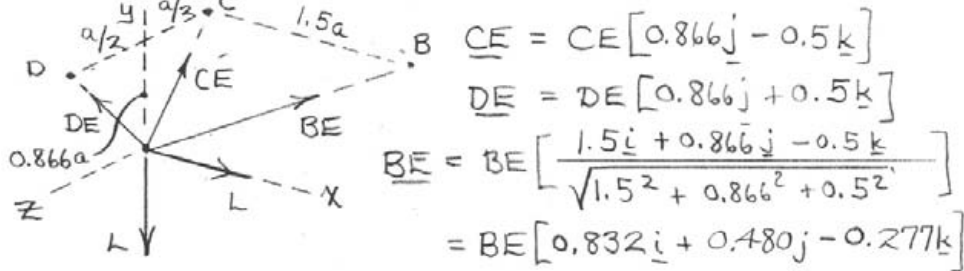 y
a/2
C
a/2
1.5a
B
D
CE
DE
BE
0.866a
Z
L
X
L
CE = CE[0.866j - 0.5k]
DE = DE[0.866j + 0.5k]
BE = BE[1.5i + 0.866j - 0.5k / √1.5² + 0.866² + 0.5²]
= BE[0.832i + 0.480j - 0.277k]